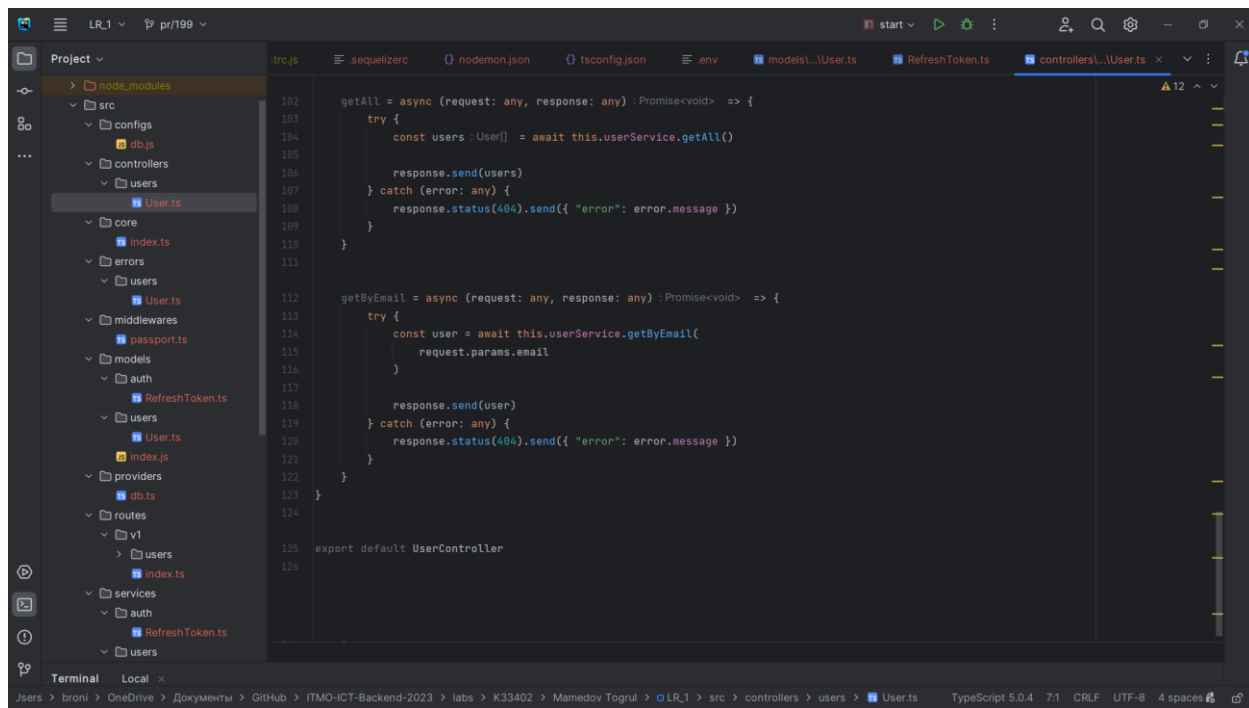 LR_1 pr/199 start
Project
trc.js .sequelizerc {} nodemon.json {} tsconfig.json .env models\...\User.ts RefreshToken.ts controllers\...\User.ts
node_modules
src
configs
db.js
controllers
users
User.ts
core
index.ts
errors
users
User.ts
middlewares
passport.ts
models
auth
RefreshToken.ts
users
User.ts
index.js
providers
db.ts
routes
v1
users
index.ts
services
auth
RefreshToken.ts
users
12
102 getAll = async (request: any, response: any) : Promise<void> => {
103 try {
104 const users : User[] = await this.userService.getAll()
105
106 response.send(users)
107 } catch (error: any) {
108 response.status(404).send({ "error": error.message })
109 }
110 }
111
112 getByEmail = async (request: any, response: any) : Promise<void> => {
113 try {
114 const user = await this.userService.getByEmail(
115 request.params.email
116 )
117
118 response.send(user)
119 } catch (error: any) {
120 response.status(404).send({ "error": error.message })
121 }
122 }
123 }
124
125 export default UserController
126
Terminal Local
Jsers > broni > OneDrive > Документы > GitHub > ITMO-ICT-Backend-2023 > labs > K33402 > Mamedov Togrul > LR_1 > src > controllers > users > User.ts TypeScript 5.0.4 7:1 CRLF UTF-8 4 spaces